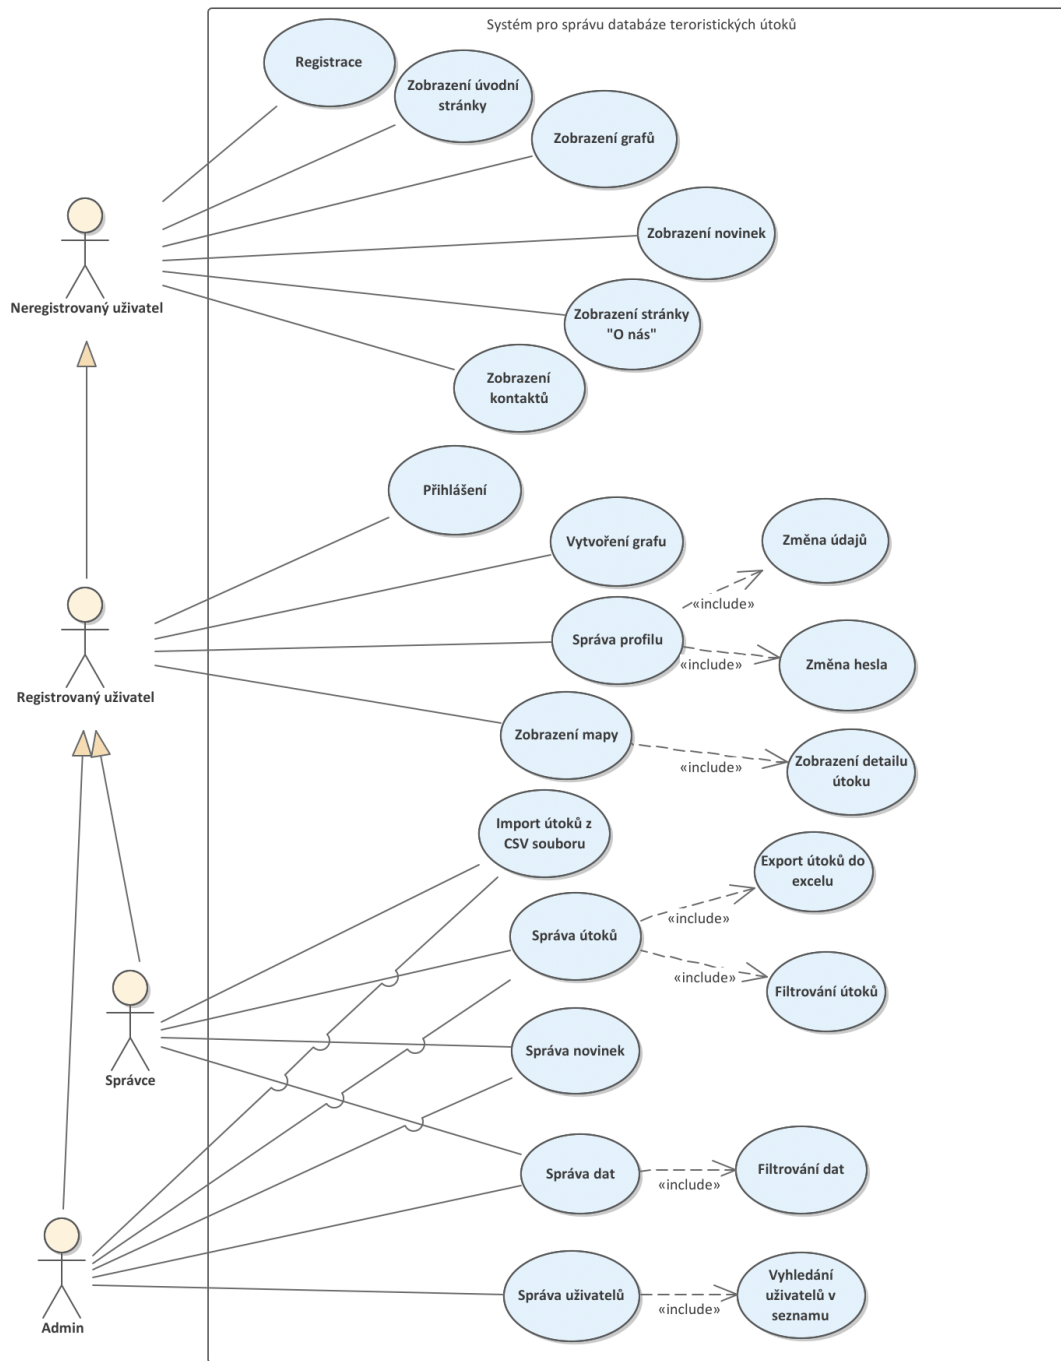 Systém pro správu databáze teroristických útoků
Registrace
Zobrazení úvodní
stránky
Zobrazení grafů
Zobrazení novinek
Neregistrovaný uživatel
Zobrazení stránky
"O nás"
Zobrazení
kontaktů
Přihlášení
Vytvoření grafu
Změna údajů
«include»
Správa profilu
«include»
Změna hesla
Registrovaný uživatel
Zobrazení mapy
«include»
Zobrazení detailu
útoku
Import útoků z
CSV souboru
Export útoků do
excelu
«include»
Správa útoků
«include»
Filtrování útoků
Správa novinek
Správce
Správa dat
«include»
Filtrování dat
Správa uživatelů
«include»
Vyhledání
uživatelů v
seznamu
Admin